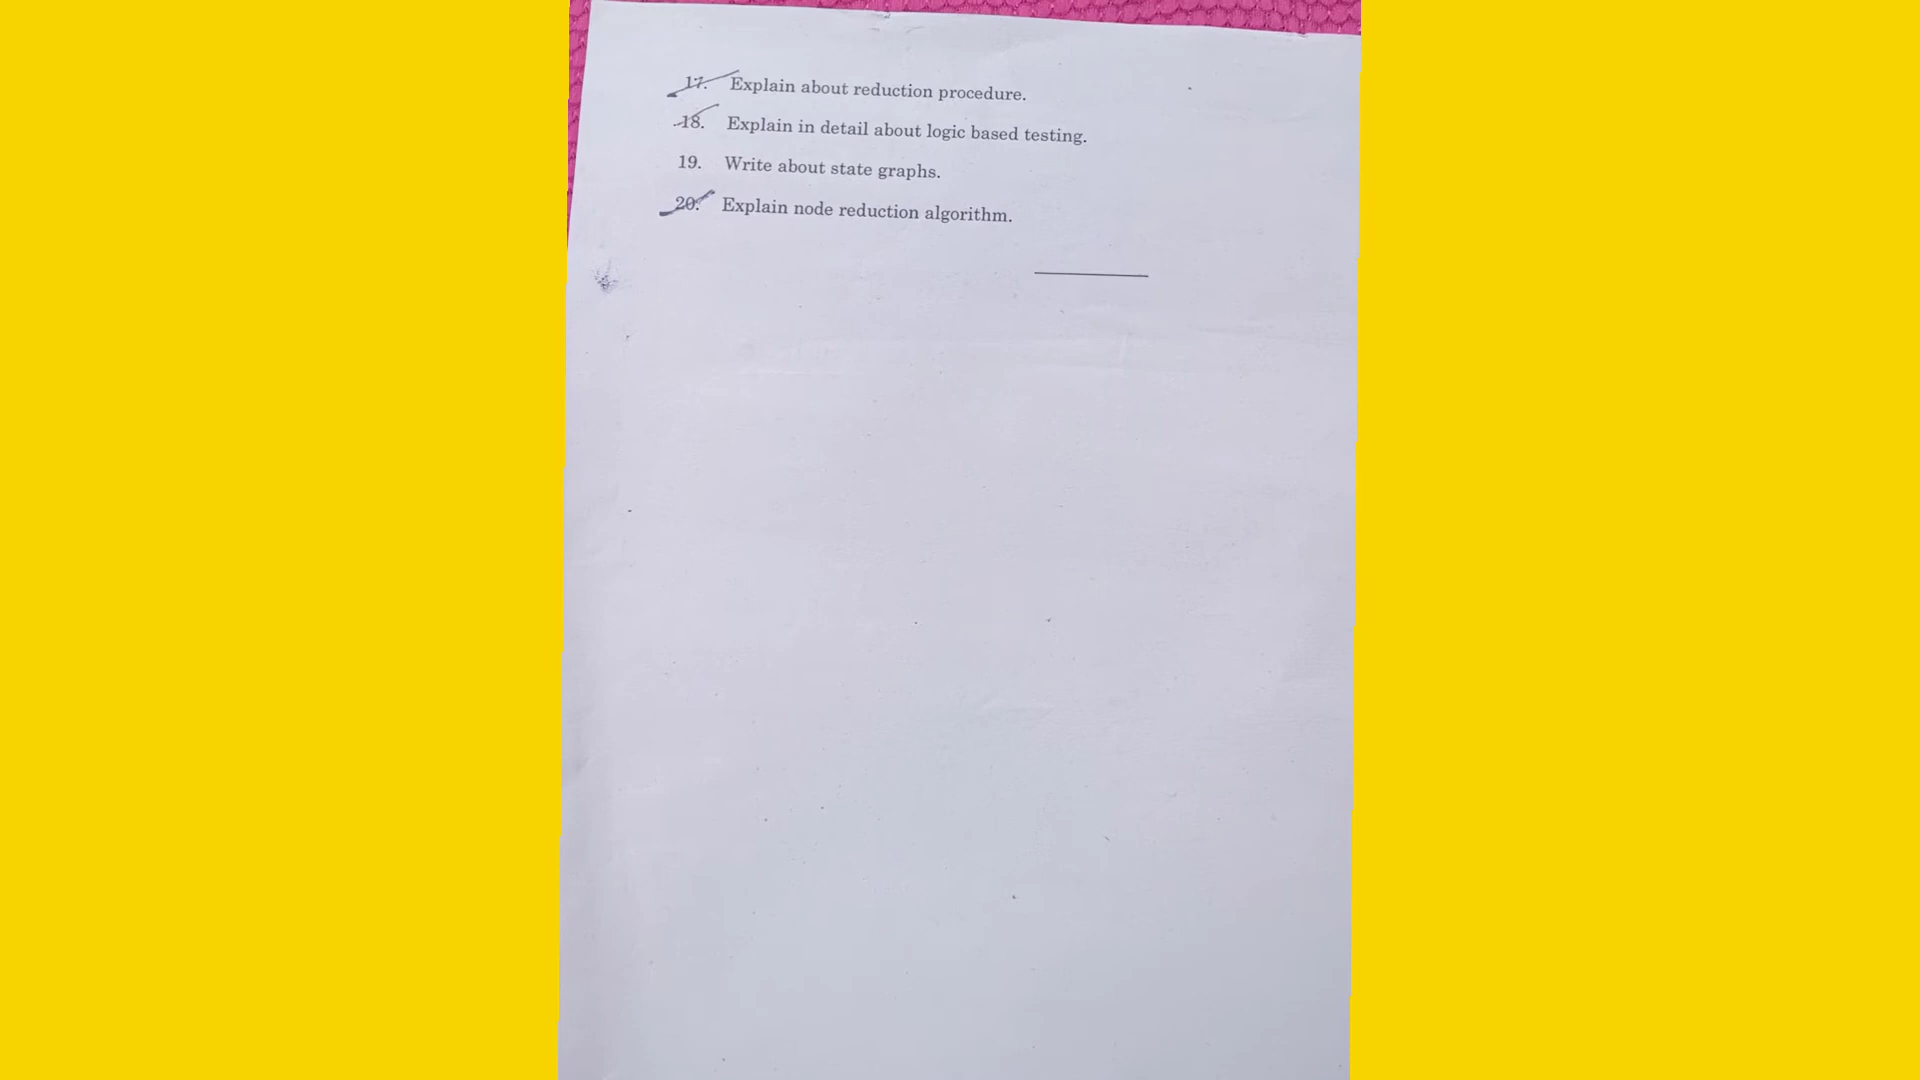 17. Explain about reduction procedure.
18. Explain in detail about logic based testing.
19. Write about state graphs.
20. Explain node reduction algorithm.